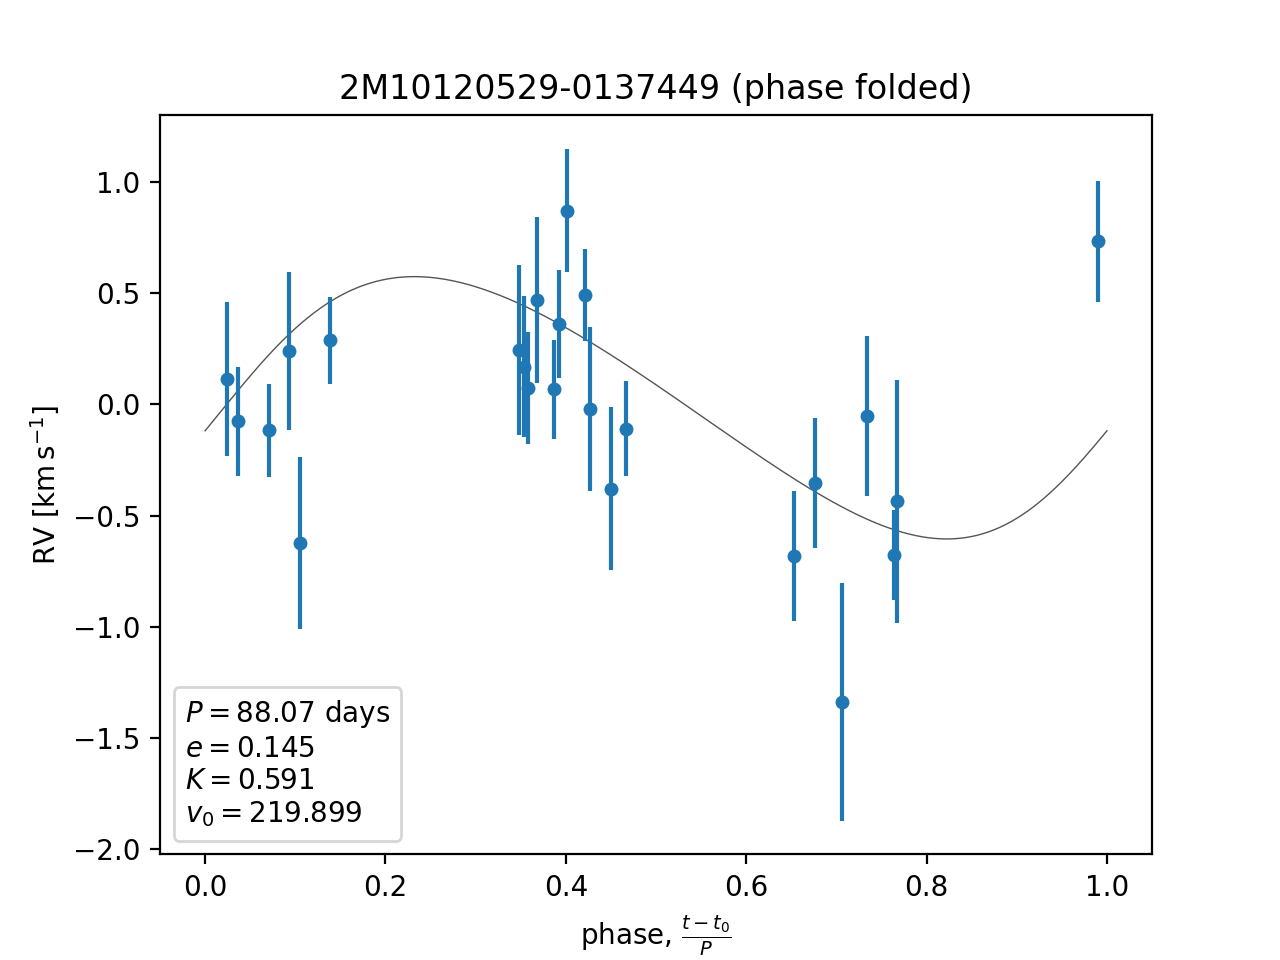 2M10120529-0137449 (phase folded)
RV [km s⁻¹]
1.0
0.5
0.0
−0.5
−1.0
−1.5
−2.0
P = 88.07 days
e = 0.145
K = 0.591
v₀ = 219.899
0.0 0.2 0.4 0.6 0.8 1.0
phase, (t − t₀)/P